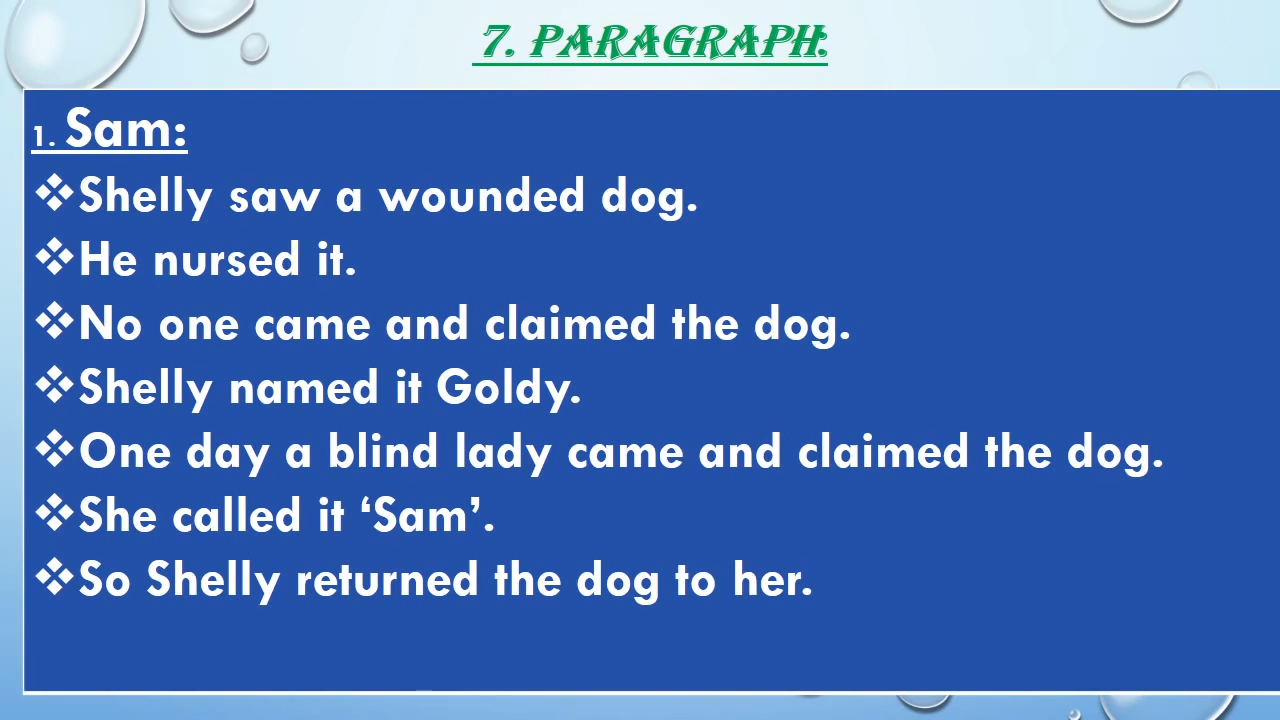 7. PARAGRAPH:
1. Sam:
❖Shelly saw a wounded dog.
❖He nursed it.
❖No one came and claimed the dog.
❖Shelly named it Goldy.
❖One day a blind lady came and claimed the dog.
❖She called it ‘Sam’.
❖So Shelly returned the dog to her.